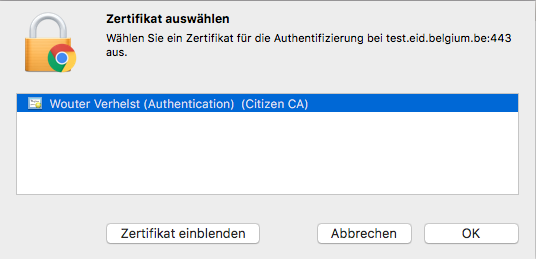 Zertifikat auswählen
Wählen Sie ein Zertifikat für die Authentifizierung bei test.eid.belgium.be:443
aus.
Wouter Verhelst (Authentication) (Citizen CA)
Zertifikat einblenden
Abbrechen
OK